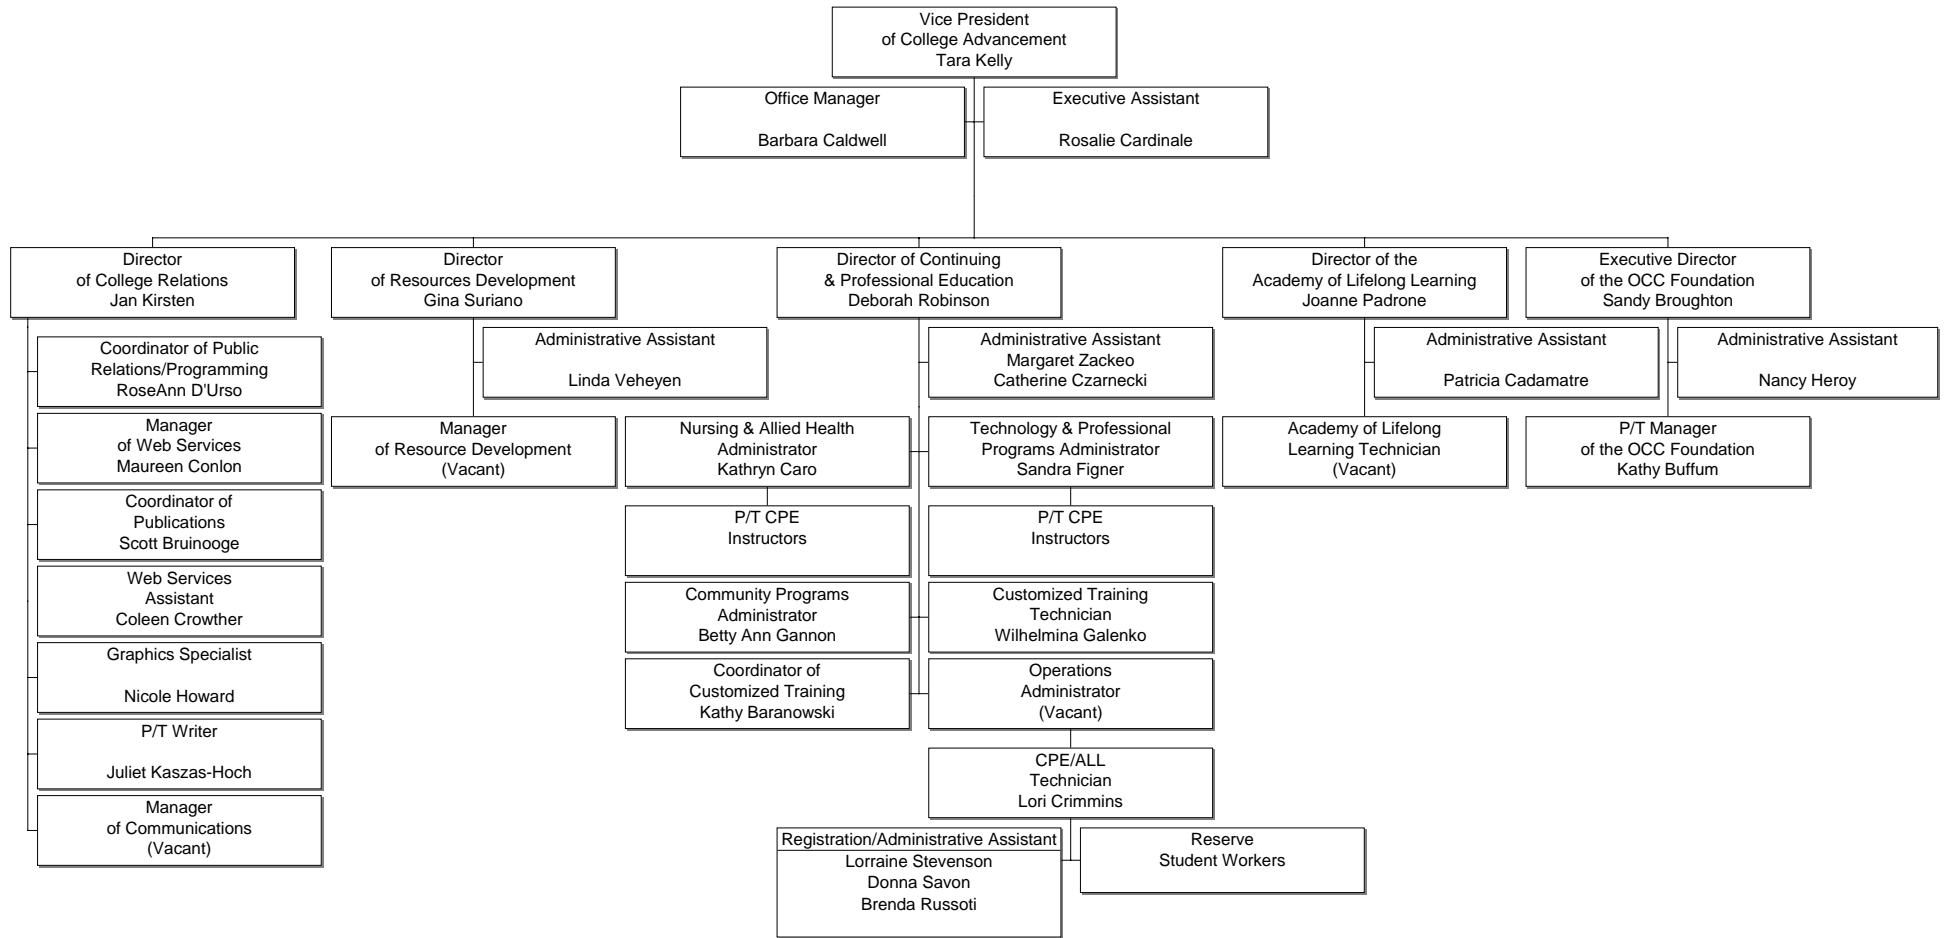 Vice President
of College Advancement
Tara Kelly
Office Manager
Barbara Caldwell
Executive Assistant
Rosalie Cardinale
Director
of College Relations
Jan Kirsten
Director
of Resources Development
Gina Suriano
Director of Continuing
& Professional Education
Deborah Robinson
Director of the
Academy of Lifelong Learning
Joanne Padrone
Executive Director
of the OCC Foundation
Sandy Broughton
Coordinator of Public
Relations/Programming
RoseAnn D'Urso
Manager
of Web Services
Maureen Conlon
Coordinator of
Publications
Scott Bruinooge
Web Services
Assistant
Coleen Crowther
Graphics Specialist
Nicole Howard
P/T Writer
Juliet Kaszas-Hoch
Manager
of Communications
(Vacant)
Administrative Assistant
Linda Veheyen
Manager
of Resource Development
(Vacant)
Administrative Assistant
Margaret Zackeo
Catherine Czarnecki
Nursing & Allied Health
Administrator
Kathryn Caro
Technology & Professional
Programs Administrator
Sandra Figner
P/T CPE
Instructors
P/T CPE
Instructors
Community Programs
Administrator
Betty Ann Gannon
Customized Training
Technician
Wilhelmina Galenko
Coordinator of
Customized Training
Kathy Baranowski
Operations
Administrator
(Vacant)
CPE/ALL
Technician
Lori Crimmins
Registration/Administrative Assistant
Lorraine Stevenson
Donna Savon
Brenda Russoti
Reserve
Student Workers
Administrative Assistant
Patricia Cadamatre
Academy of Lifelong
Learning Technician
(Vacant)
Administrative Assistant
Nancy Heroy
P/T Manager
of the OCC Foundation
Kathy Buffum